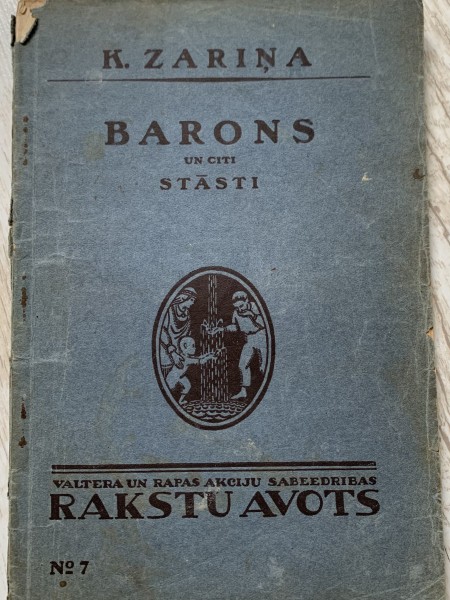 K. ZARIŅA
BARONS
UN CITI
STĀSTI
VALTERA UN RAPAS AKCIJU SABEEDRIBAS
RAKSTU AVOTS
No 7